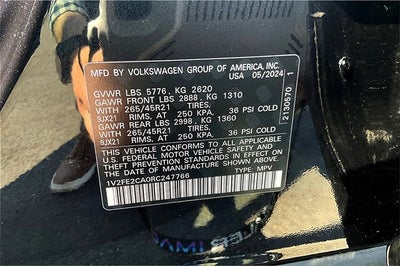 MFD. BY VOLKSWAGEN GROUP OF AMERICA, INC.
USA 05/2024
GVWR LBS 5776, KG 2620
GAWR FRONT LBS 2888, KG 1310
WITH 265/45R21 TIRES,
9JX21 RIMS, AT 250 KPA, 36 PSI COLD
GAWR REAR LBS 2998, KG 1360
WITH 265/45R21 TIRES,
9JX21 RIMS, AT 250 KPA, 36 PSI COLD
THIS VEHICLE CONFORMS TO ALL APPLICABLE
U.S. FEDERAL MOTOR VEHICLE SAFETY AND
THEFT PREVENTION STANDARDS IN EFFECT ON
THE DATE OF MANUFACTURE SHOWN ABOVE.
1V2FE2CA0RC247766 TYPE: MPV
2130570 1